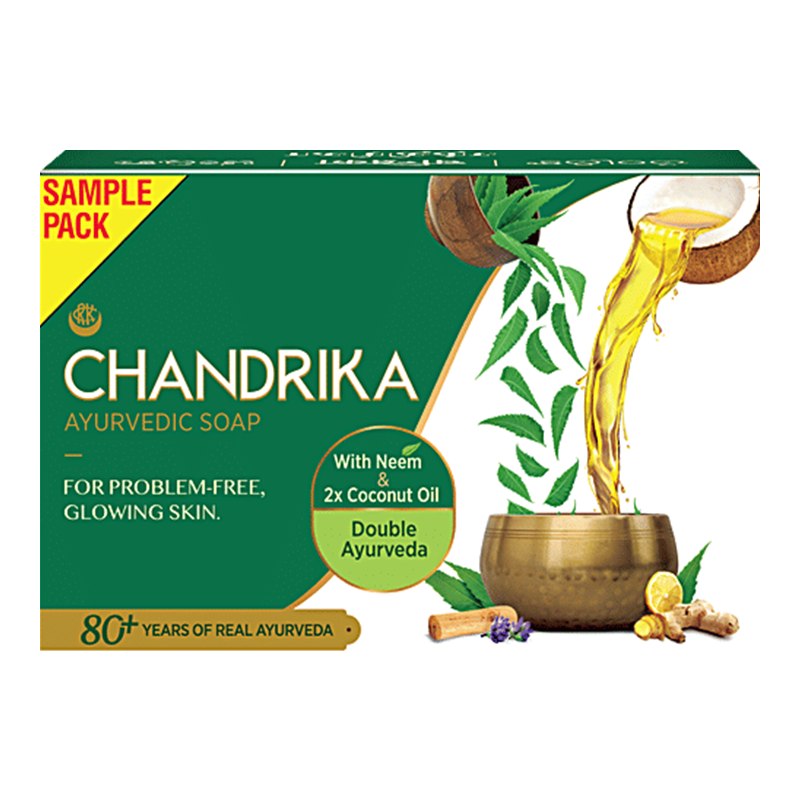 SAMPLE
PACK
CHANDRIKA
AYURVEDIC SOAP
FOR PROBLEM-FREE,
GLOWING SKIN.
With Neem
&
2x Coconut Oil
Double
Ayurveda
80+ YEARS OF REAL AYURVEDA